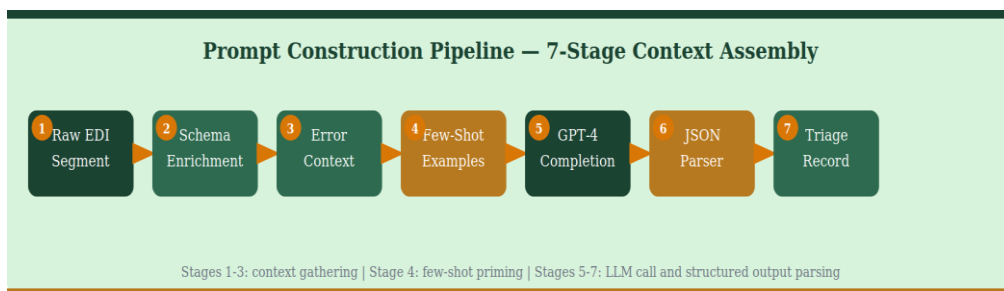 Prompt Construction Pipeline — 7-Stage Context Assembly
1 Raw EDI
Segment
2 Schema
Enrichment
3 Error
Context
4 Few-Shot
Examples
5 GPT-4
Completion
6 JSON
Parser
7 Triage
Record
Stages 1-3: context gathering | Stage 4: few-shot priming | Stages 5-7: LLM call and structured output parsing